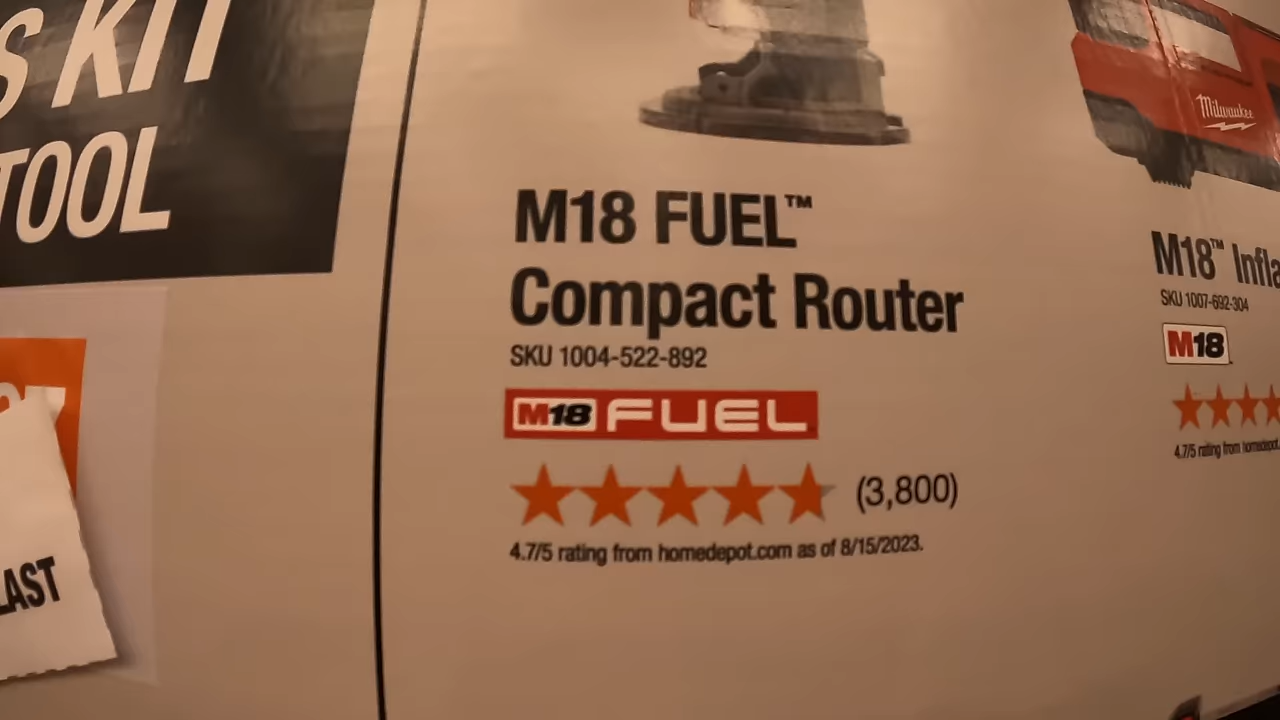 S KIT
TOOL
LAST
M18 FUEL™
Compact Router
SKU 1004-522-892
M18 FUEL
(3,800)
4.7/5 rating from homedepot.com as of 8/15/2023.
Milwaukee
M18™ Infla
SKU 1007-692-304
M18
4.7/5 rating from homedepot.